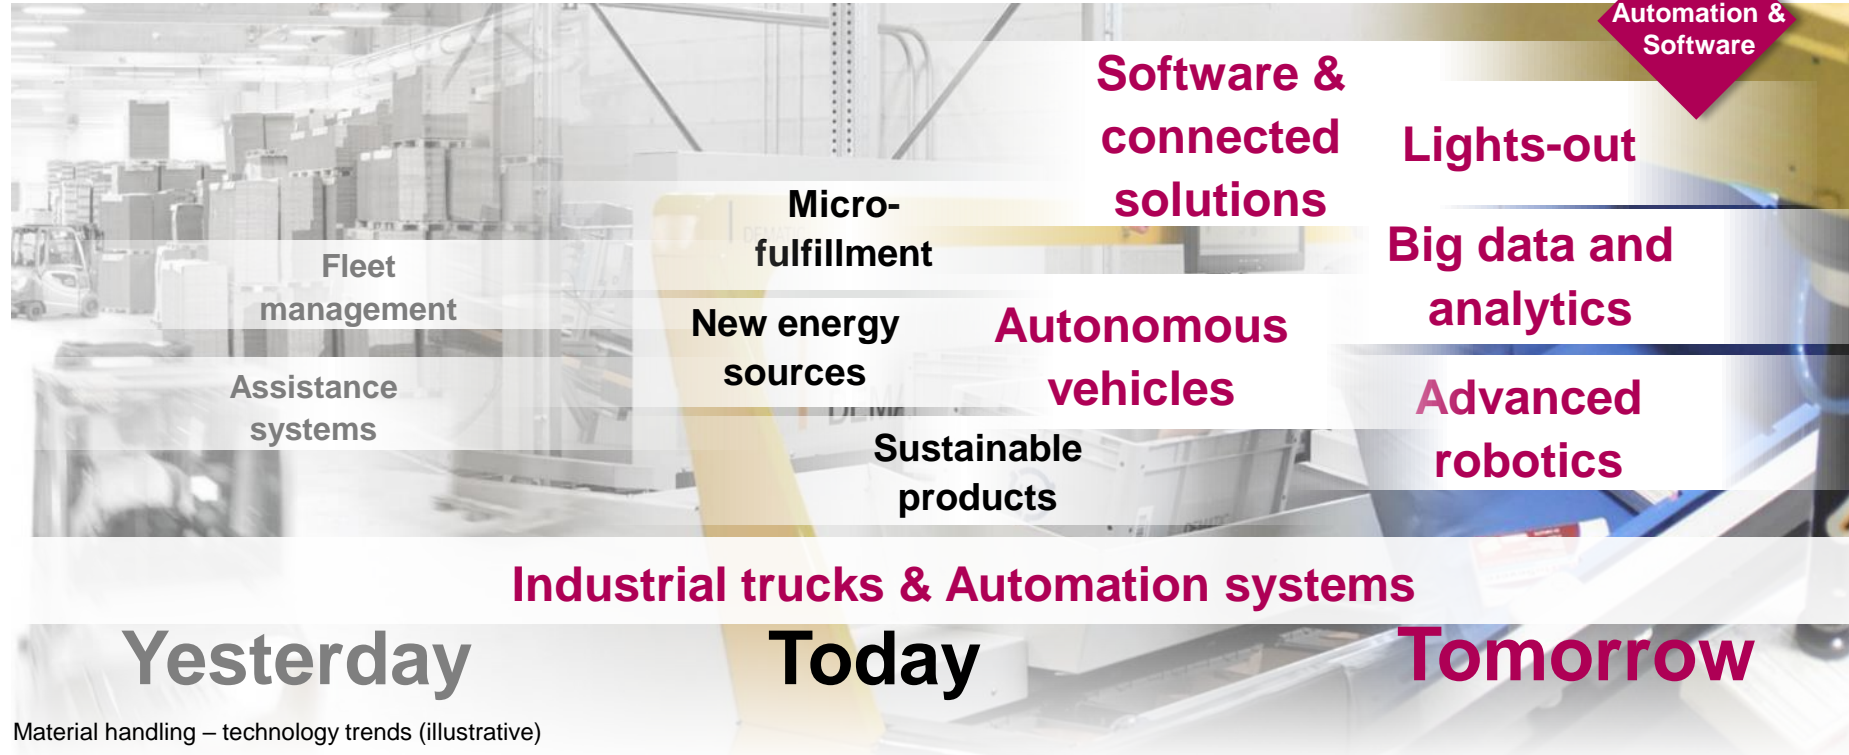 Automation &
Software
Software &
connected
solutions
Lights-out
Micro-
fulfillment
Big data and
analytics
Fleet
management
New energy
sources
Autonomous
vehicles
Assistance
systems
Advanced
robotics
Sustainable
products
Industrial trucks & Automation systems
Yesterday
Today
Tomorrow
Material handling – technology trends (illustrative)